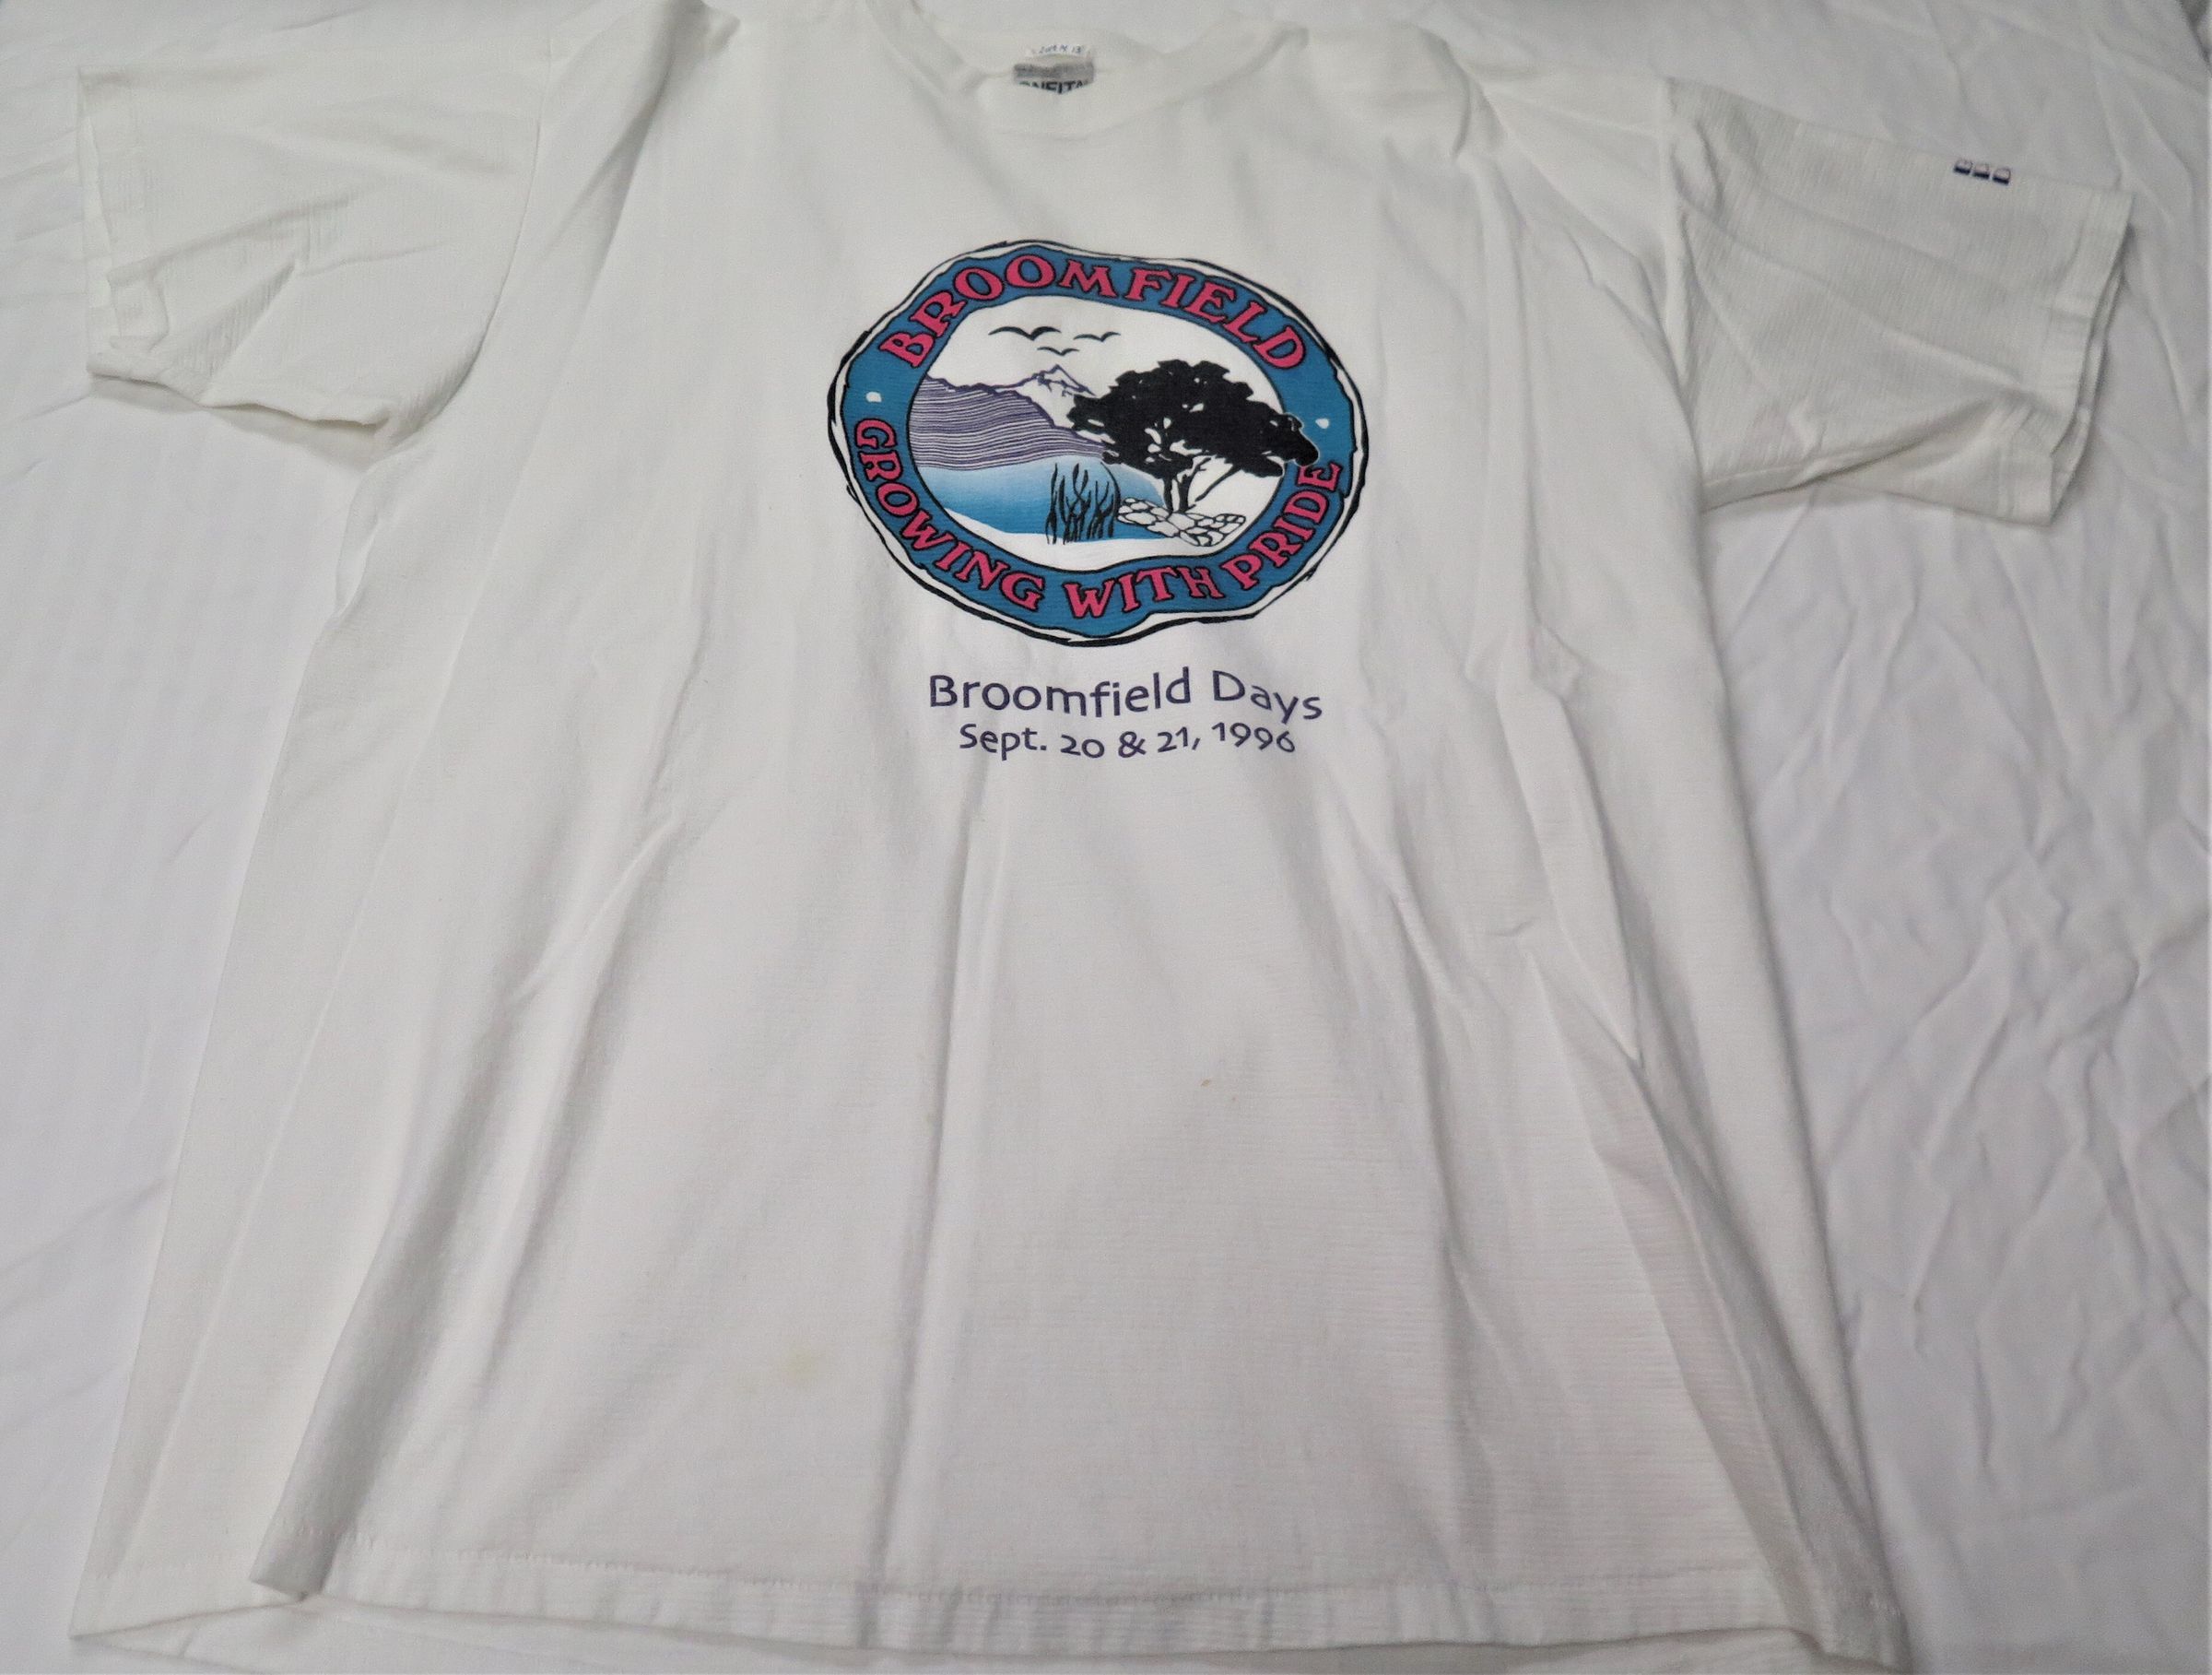 BROOMFIELD
GROWING WITH PRIDE
Broomfield Days
Sept. 20 & 21, 1996